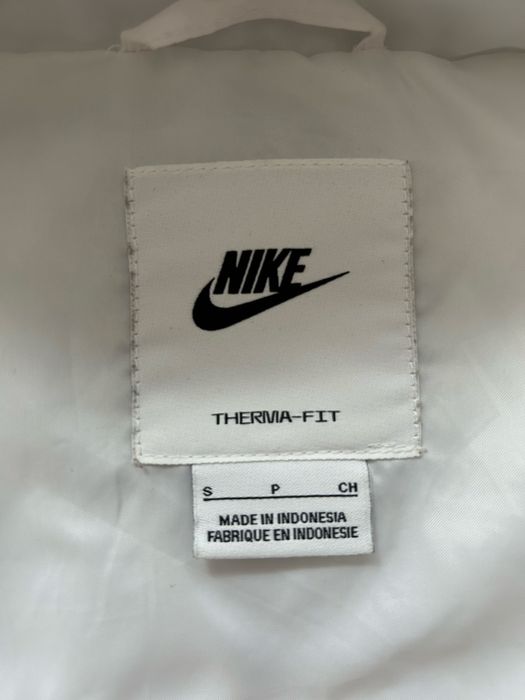 NIKE
THERMA-FIT
S P CH
MADE IN INDONESIA
FABRIQUE EN INDONESIE